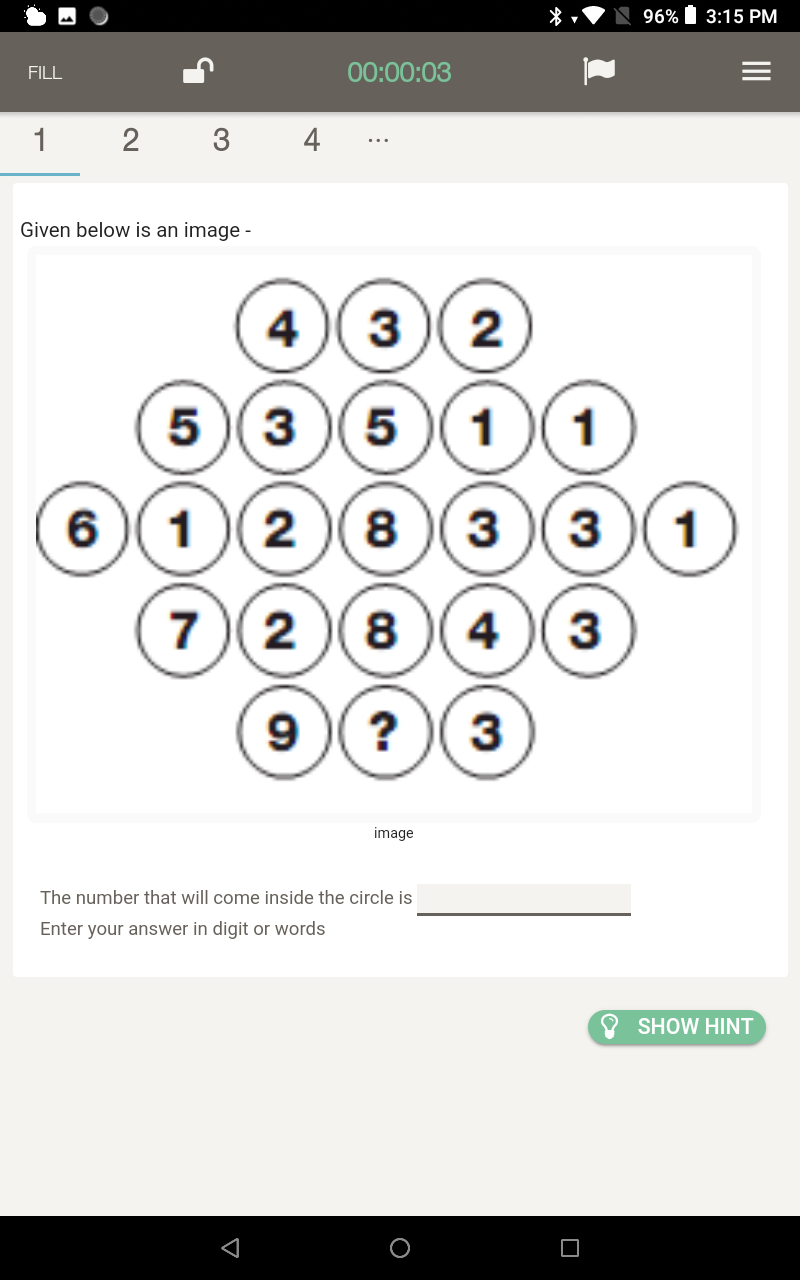 96% 3:15 PM
FILL 00:00:03
1 2 3 4 ...
Given below is an image -
4 3 2
5 3 5 1 1
6 1 2 8 3 3 1
7 2 8 4 3
9 ? 3
image
The number that will come inside the circle is
Enter your answer in digit or words
SHOW HINT